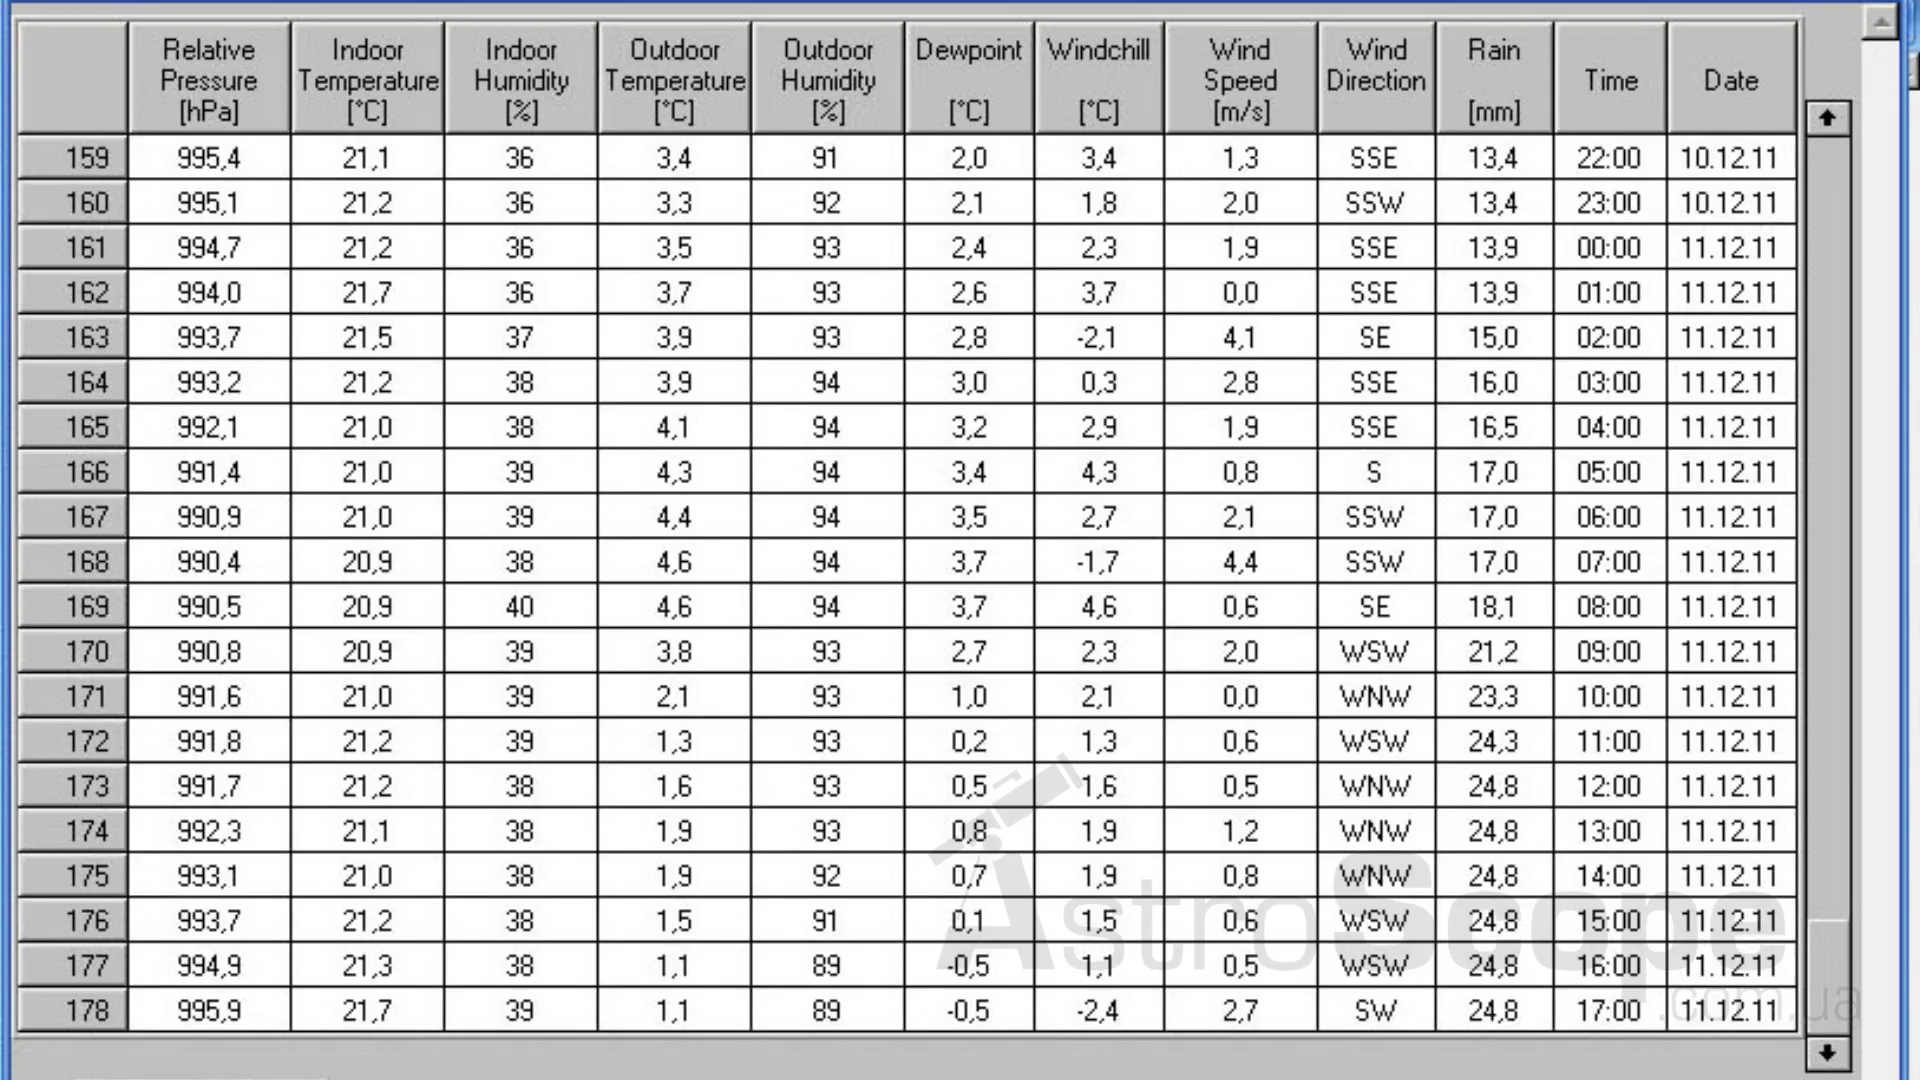 Relative Pressure [hPa] Indoor Temperature [°C] Indoor Humidity [%] Outdoor Temperature [°C] Outdoor Humidity [%] Dewpoint [°C] Windchill [°C] Wind Speed [m/s] Wind Direction Rain [mm] Time Date
159 995,4 21,1 36 3,4 91 2,0 3,4 1,3 SSE 13,4 22:00 10.12.11
160 995,1 21,2 36 3,3 92 2,1 1,8 2,0 SSW 13,4 23:00 10.12.11
161 994,7 21,2 36 3,5 93 2,4 2,3 1,9 SSE 13,9 00:00 11.12.11
162 994,0 21,7 36 3,7 93 2,6 3,7 0,0 SSE 13,9 01:00 11.12.11
163 993,7 21,5 37 3,9 93 2,8 -2,1 4,1 SE 15,0 02:00 11.12.11
164 993,2 21,2 38 3,9 94 3,0 0,3 2,8 SSE 16,0 03:00 11.12.11
165 992,1 21,0 38 4,1 94 3,2 2,9 1,9 SSE 16,5 04:00 11.12.11
166 991,4 21,0 39 4,3 94 3,4 4,3 0,8 S 17,0 05:00 11.12.11
167 990,9 21,0 39 4,4 94 3,5 2,7 2,1 SSW 17,0 06:00 11.12.11
168 990,4 20,9 38 4,6 94 3,7 -1,7 4,4 SSW 17,0 07:00 11.12.11
169 990,5 20,9 40 4,6 94 3,7 4,6 0,6 SE 18,1 08:00 11.12.11
170 990,8 20,9 39 3,8 93 2,7 2,3 2,0 WSW 21,2 09:00 11.12.11
171 991,6 21,0 39 2,1 93 1,0 2,1 0,0 WNW 23,3 10:00 11.12.11
172 991,8 21,2 39 1,3 93 0,2 1,3 0,6 WSW 24,3 11:00 11.12.11
173 991,7 21,2 38 1,6 93 0,5 1,6 0,5 WNW 24,8 12:00 11.12.11
174 992,3 21,1 38 1,9 93 0,8 1,9 1,2 WNW 24,8 13:00 11.12.11
175 993,1 21,0 38 1,9 92 0,7 1,9 0,8 WNW 24,8 14:00 11.12.11
176 993,7 21,2 38 1,5 91 0,1 1,5 0,6 WSW 24,8 15:00 11.12.11
177 994,9 21,3 38 1,1 89 -0,5 1,1 0,5 WSW 24,8 16:00 11.12.11
178 995,9 21,7 39 1,1 89 -0,5 -2,4 2,7 SW 24,8 17:00 11.12.11
AstroScope
.com.ua